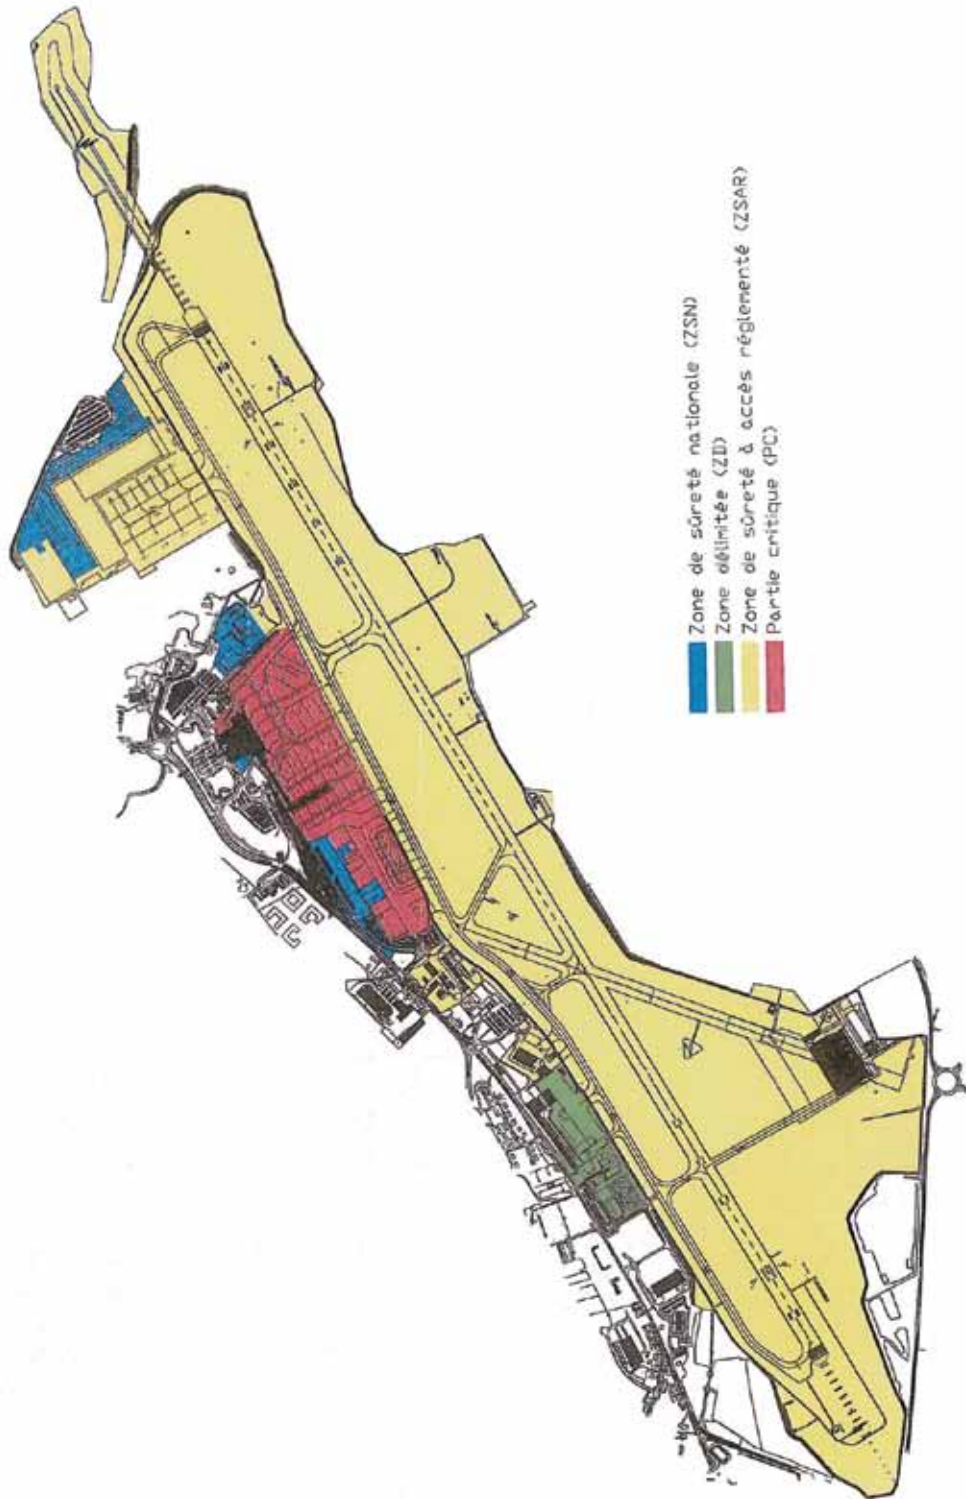 Zone de sûreté nationale (ZSN)
Zone délimitée (ZD)
Zone de sûreté à accès réglementé (ZSAR)
Partie critique (PC)